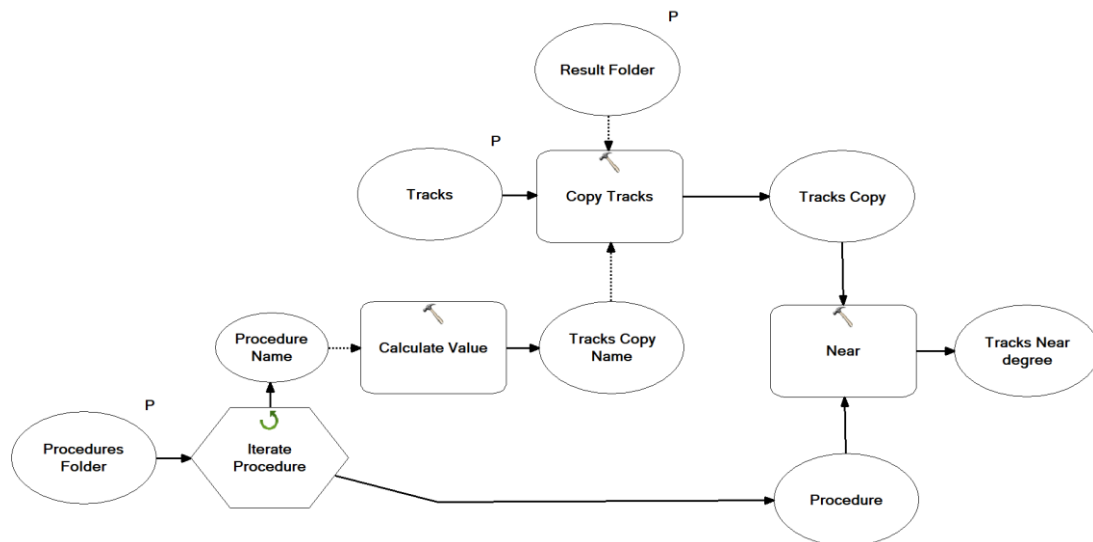 P
Result Folder
P
Tracks
Copy Tracks
Tracks Copy
Procedure
Name
Calculate Value
Tracks Copy
Name
Near
Tracks Near
degree
P
Procedures
Folder
Iterate
Procedure
Procedure